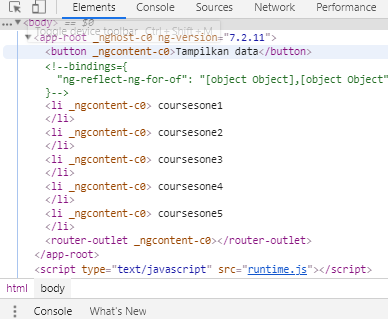 Elements Console Sources Network Performance
...▼<body> == $0
Toggle device toolbar Ctrl + Shift + M
▼<app-root _nghost-c0 ng-version="7.2.11">
<button _ngcontent-c0>Tampilkan data</button>
<!--bindings={
"ng-reflect-ng-for-of": "[object Object],[object Object"
}-->
<li _ngcontent-c0> coursesone1
</li>
<li _ngcontent-c0> coursesone2
</li>
<li _ngcontent-c0> coursesone3
</li>
<li _ngcontent-c0> coursesone4
</li>
<li _ngcontent-c0> coursesone5
</li>
<router-outlet _ngcontent-c0></router-outlet>
</app-root>
<script type="text/javascript" src="runtime.js"></script>
html body
Console What's New